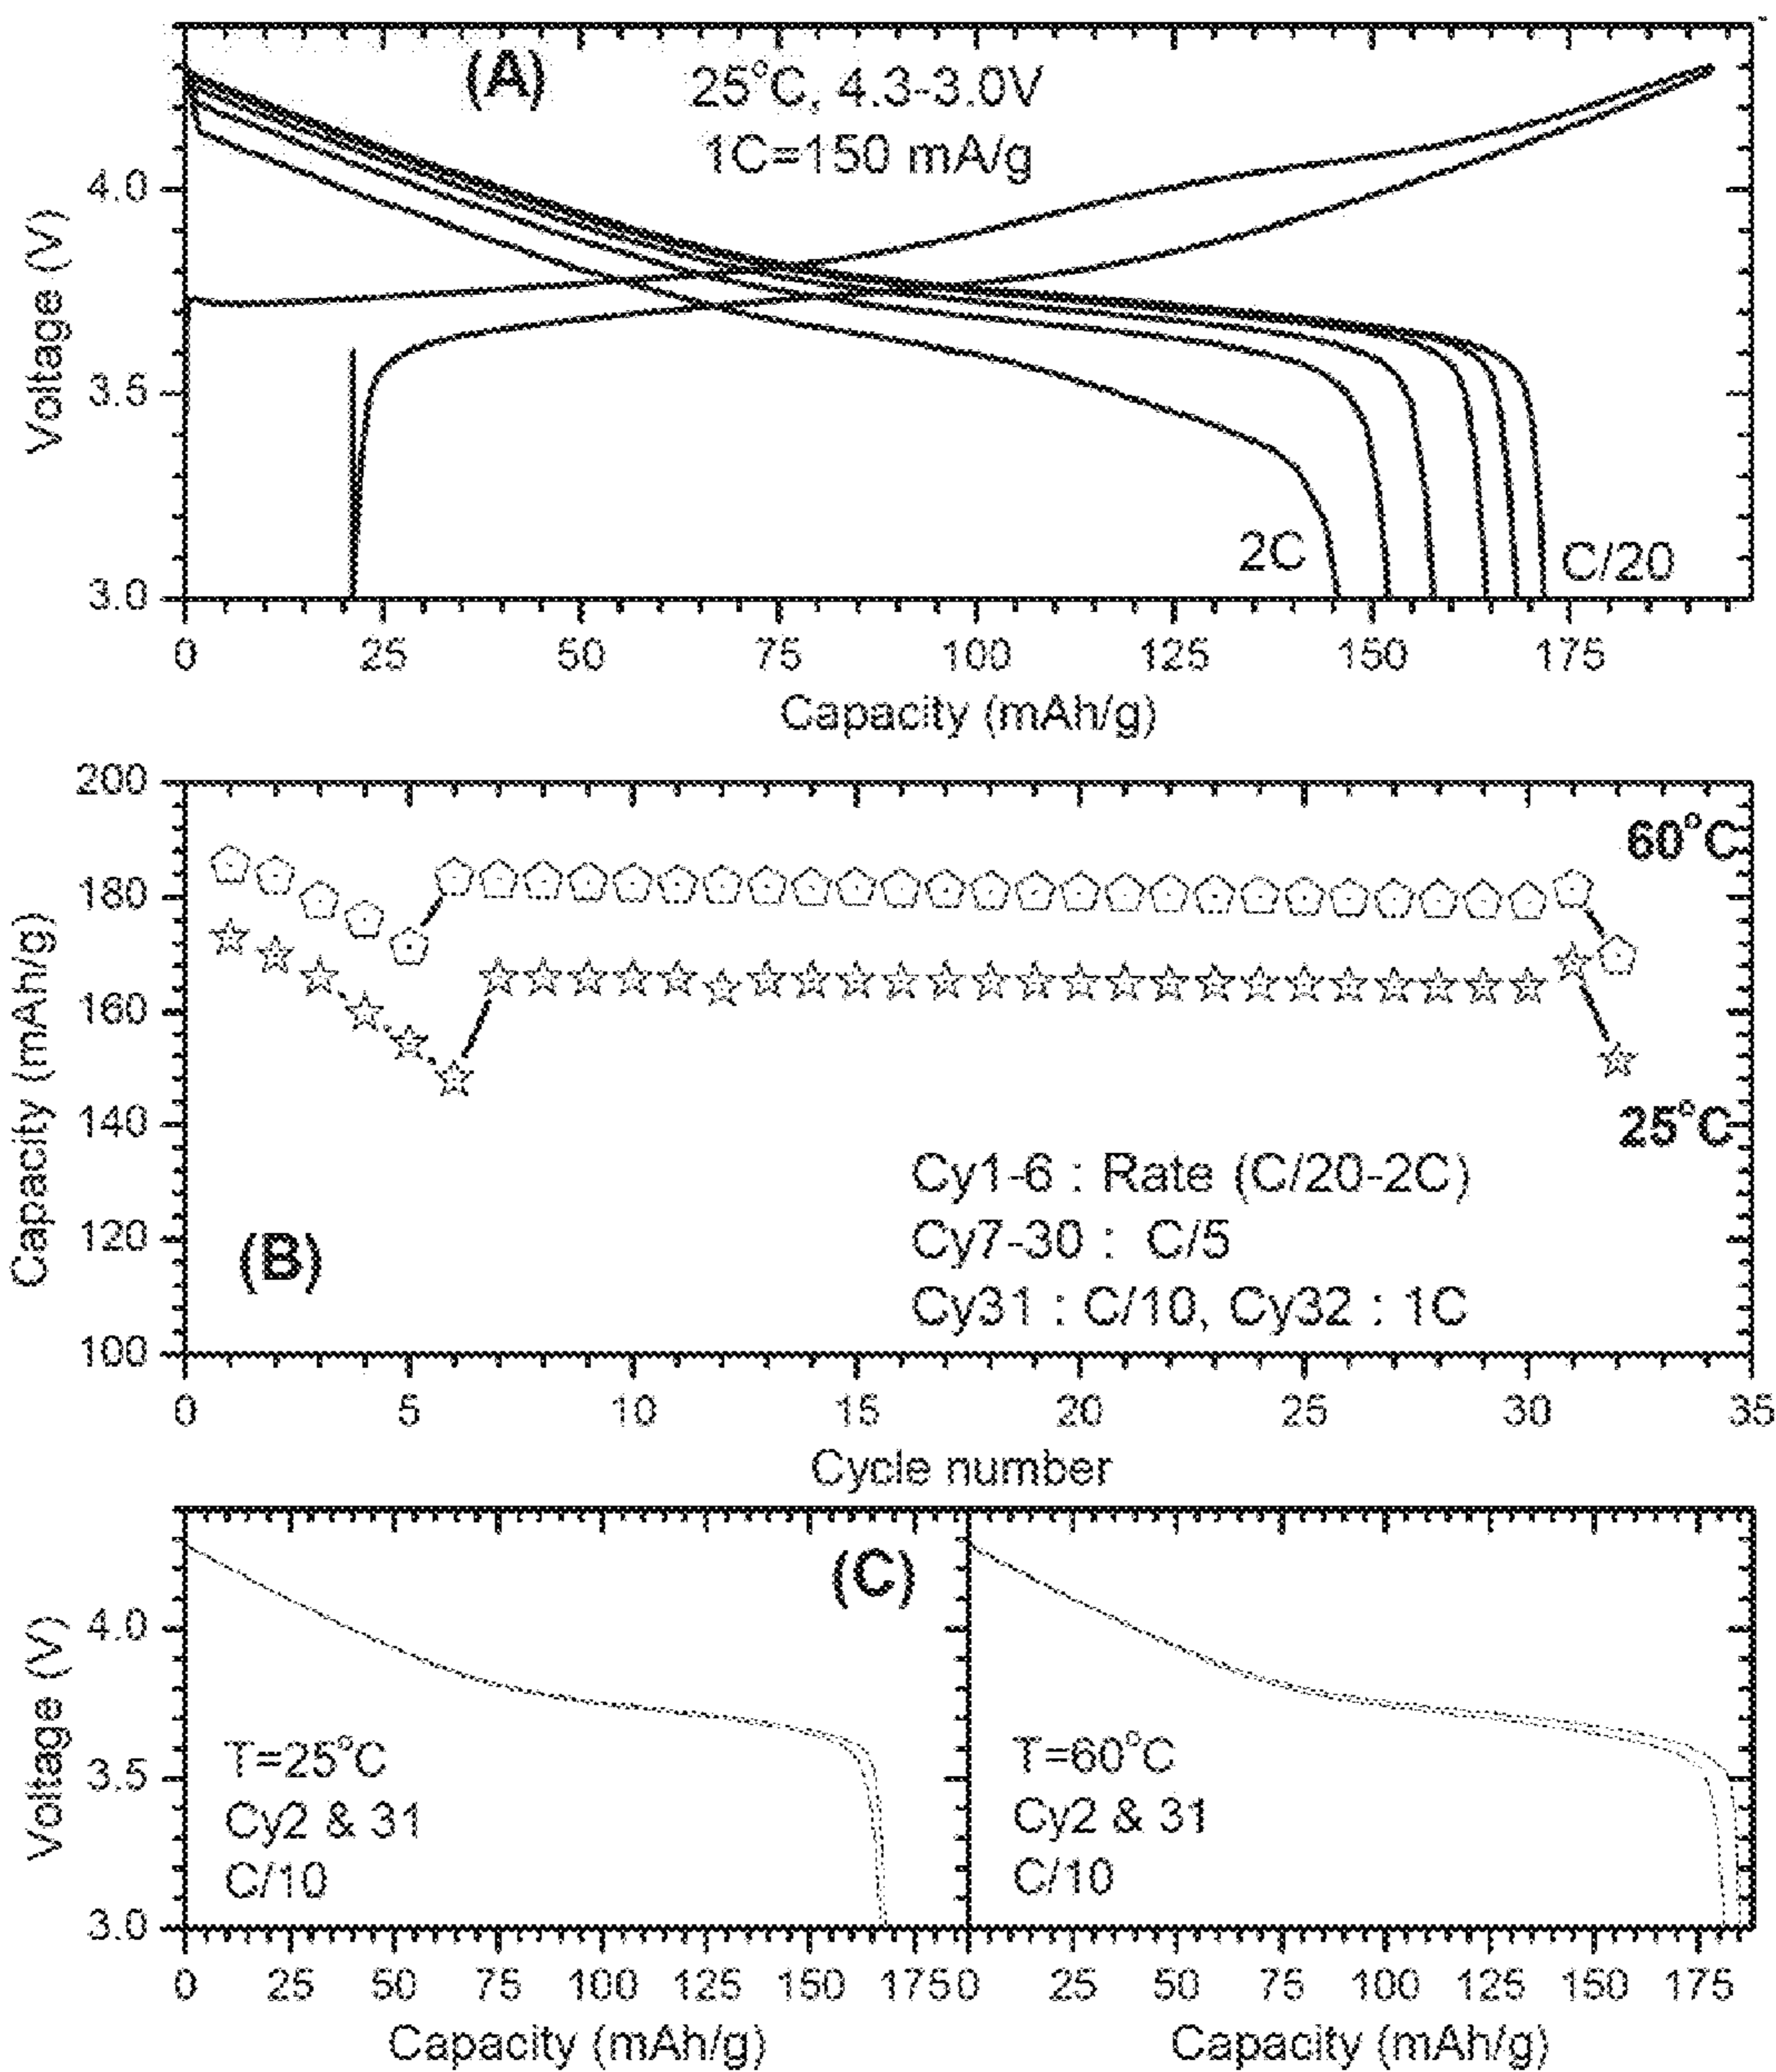 (A)
25°C, 4.3-3.0V
1C=150 mA/g
4.0
3.5
3.0
Voltage (V)
2C
C/20
0 25 50 75 100 125 150 175
Capacity (mAh/g)
200
180
160
140
120
100
Capacity (mAh/g)
60°C
25°C
Cy1-6 : Rate (C/20-2C)
Cy7-30 : C/5
Cy31 : C/10, Cy32 : 1C
(B)
0 5 10 15 20 25 30 35
Cycle number
(C)
4.0
3.5
3.0
Voltage (V)
T=25°C
Cy2 & 31
C/10
T=60°C
Cy2 & 31
C/10
0 25 50 75 100 125 150 175 0 25 50 75 100 125 150 175
Capacity (mAh/g) Capacity (mAh/g)